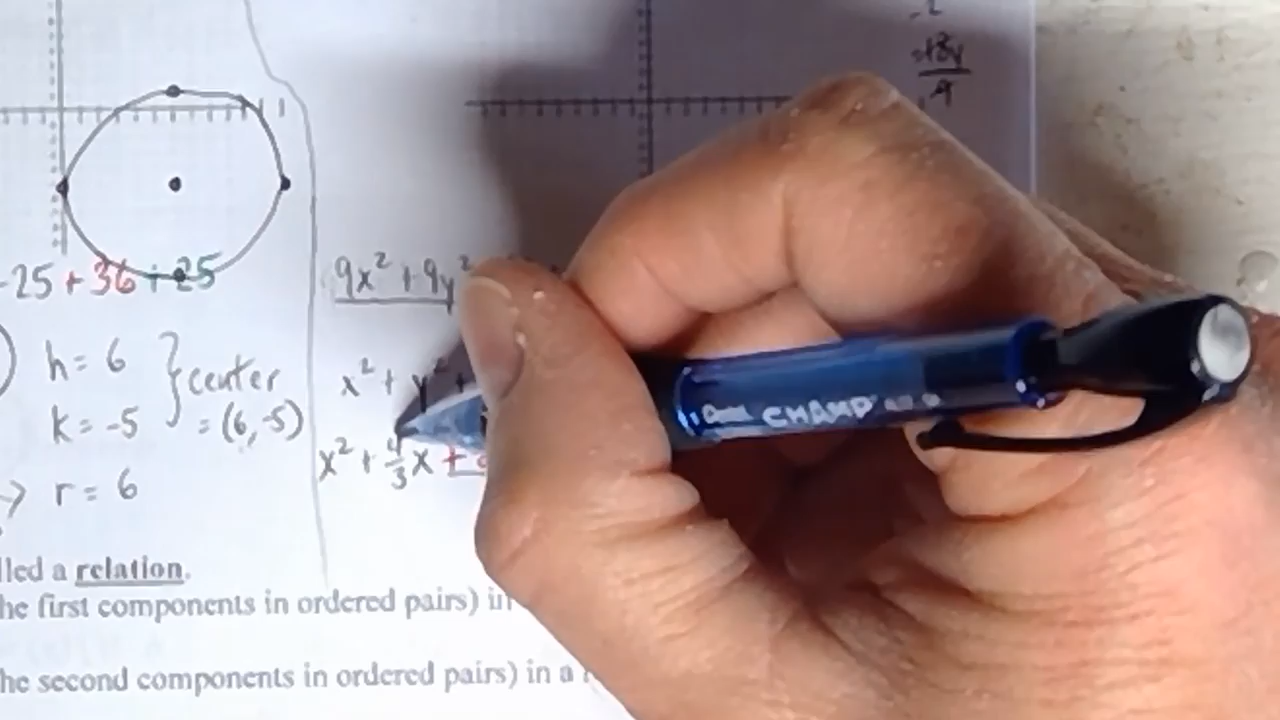 -25 + 36 + 25
h = 6
k = -5
} center
= (6, -5)
→ r = 6
9x² + 9y²
x² + y² +
x² + 4/3 x +
lled a relation.
he first components in ordered pairs) in
he second components in ordered pairs) in a
Pentel CHAMP